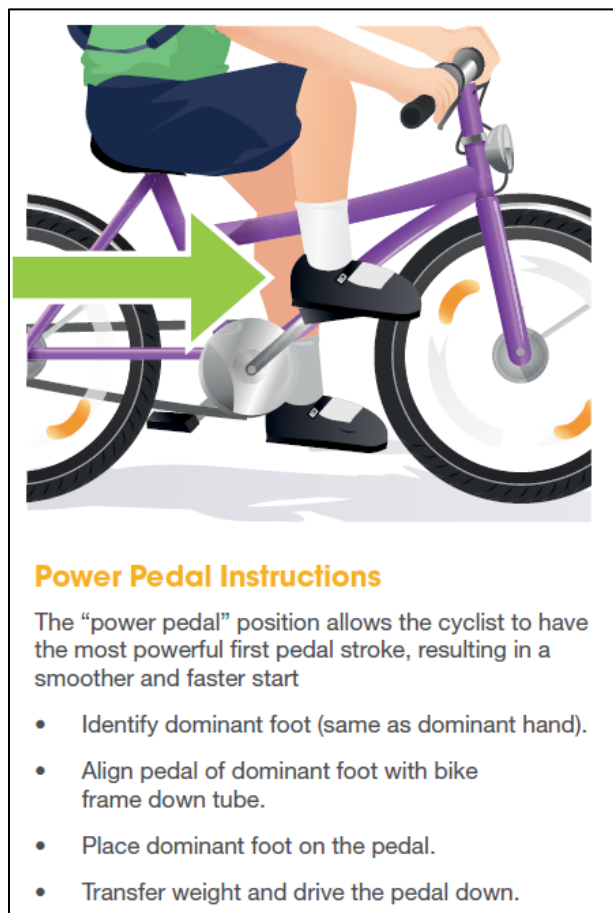 Power Pedal Instructions
The “power pedal” position allows the cyclist to have
the most powerful first pedal stroke, resulting in a
smoother and faster start
• Identify dominant foot (same as dominant hand).
• Align pedal of dominant foot with bike
frame down tube.
• Place dominant foot on the pedal.
• Transfer weight and drive the pedal down.